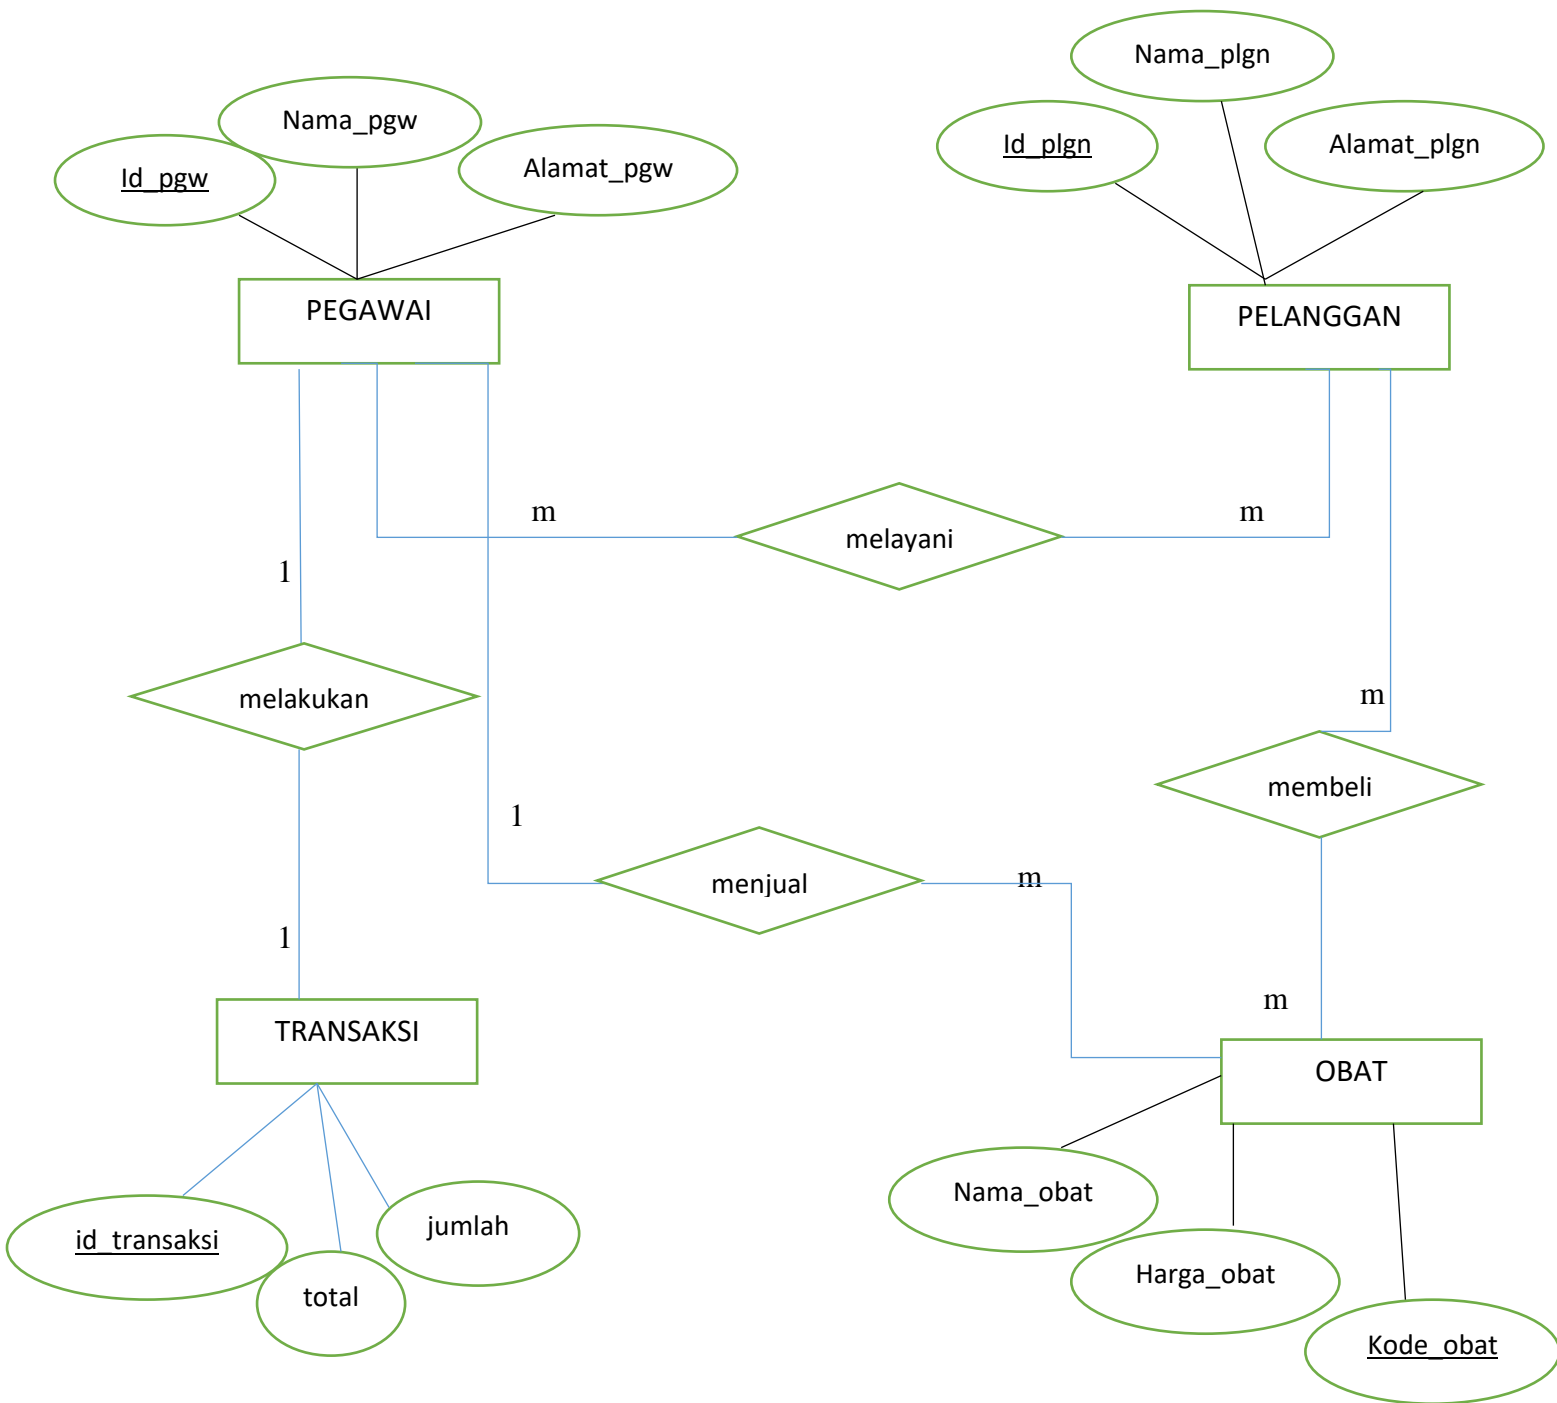 Nama_plgn
Nama_pgw
Id_plgn
Alamat_plgn
Id_pgw
Alamat_pgw
PEGAWAI
PELANGGAN
m
m
melayani
1
melakukan
m
membeli
1
menjual
m
1
m
TRANSAKSI
OBAT
Nama_obat
jumlah
id_transaksi
Harga_obat
total
Kode_obat